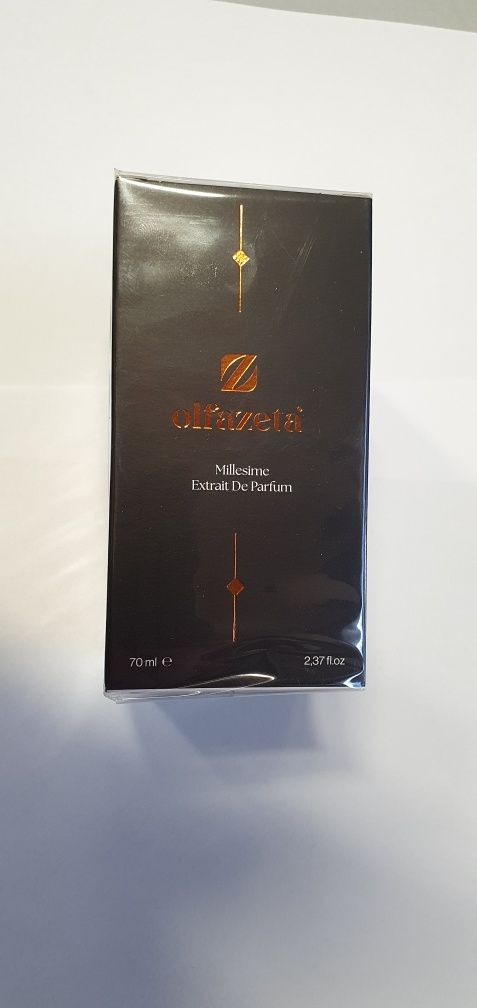 olfazeta
Millesime
Extrait De Parfum
70 ml ℮
2,37 fl.oz